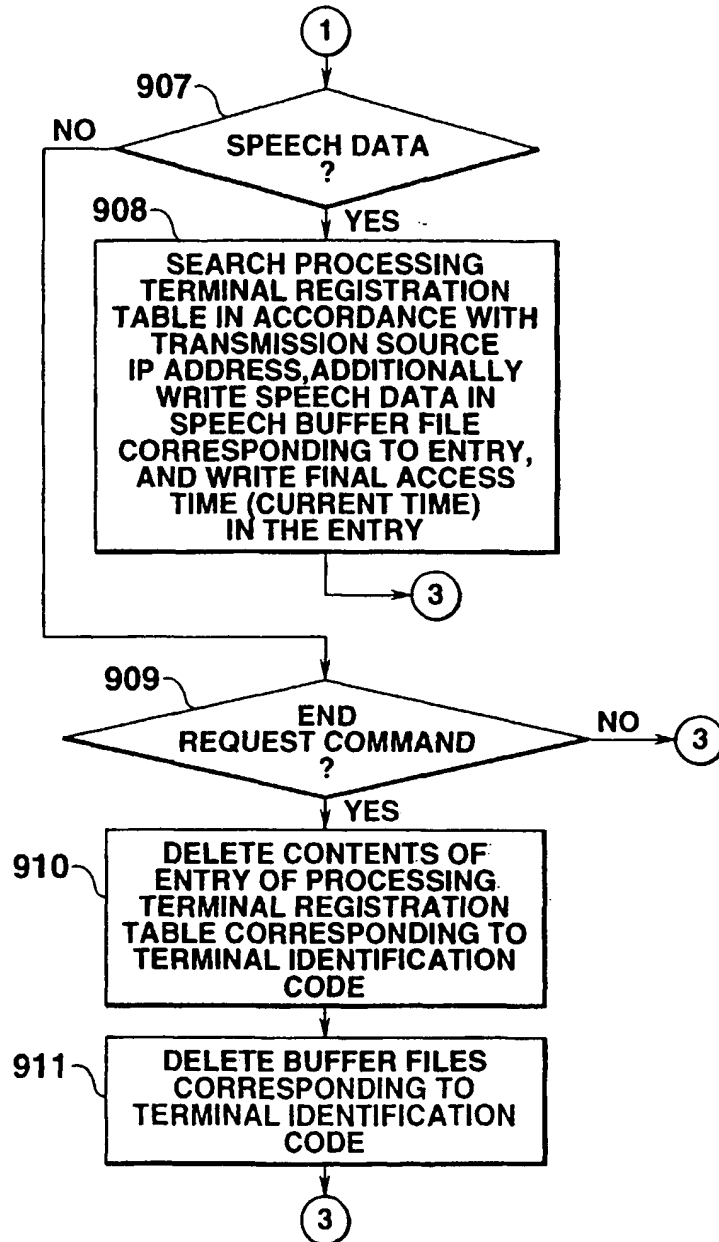 1
907
NO
SPEECH DATA
?
YES
908
SEARCH PROCESSING
TERMINAL REGISTRATION
TABLE IN ACCORDANCE WITH
TRANSMISSION SOURCE
IP ADDRESS,ADDITIONALLY
WRITE SPEECH DATA IN
SPEECH BUFFER FILE
CORRESPONDING TO ENTRY,
AND WRITE FINAL ACCESS
TIME (CURRENT TIME)
IN THE ENTRY
3
909
END
REQUEST COMMAND
?
NO
3
YES
910
DELETE CONTENTS OF
ENTRY OF PROCESSING
TERMINAL REGISTRATION
TABLE CORRESPONDING TO
TERMINAL IDENTIFICATION
CODE
911
DELETE BUFFER FILES
CORRESPONDING TO
TERMINAL IDENTIFICATION
CODE
3